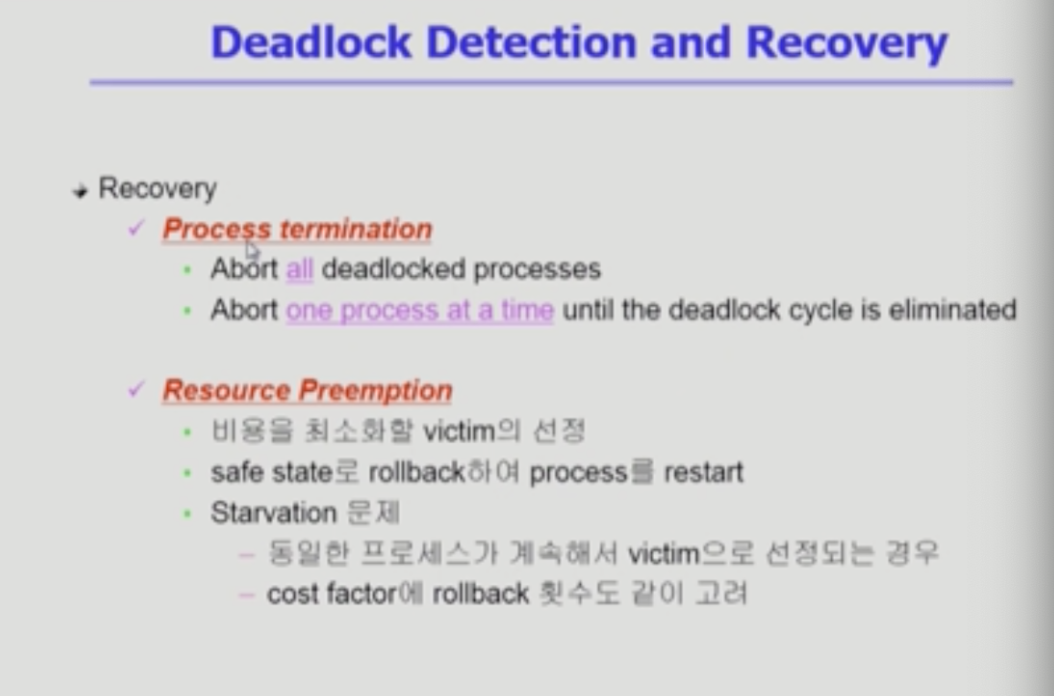 Deadlock Detection and Recovery
Recovery
Process termination
Abort all deadlocked processes
Abort one process at a time until the deadlock cycle is eliminated
Resource Preemption
비용을 최소화할 victim의 선정
safe state로 rollback하여 process를 restart
Starvation 문제
동일한 프로세스가 계속해서 victim으로 선정되는 경우
cost factor에 rollback 횟수도 같이 고려